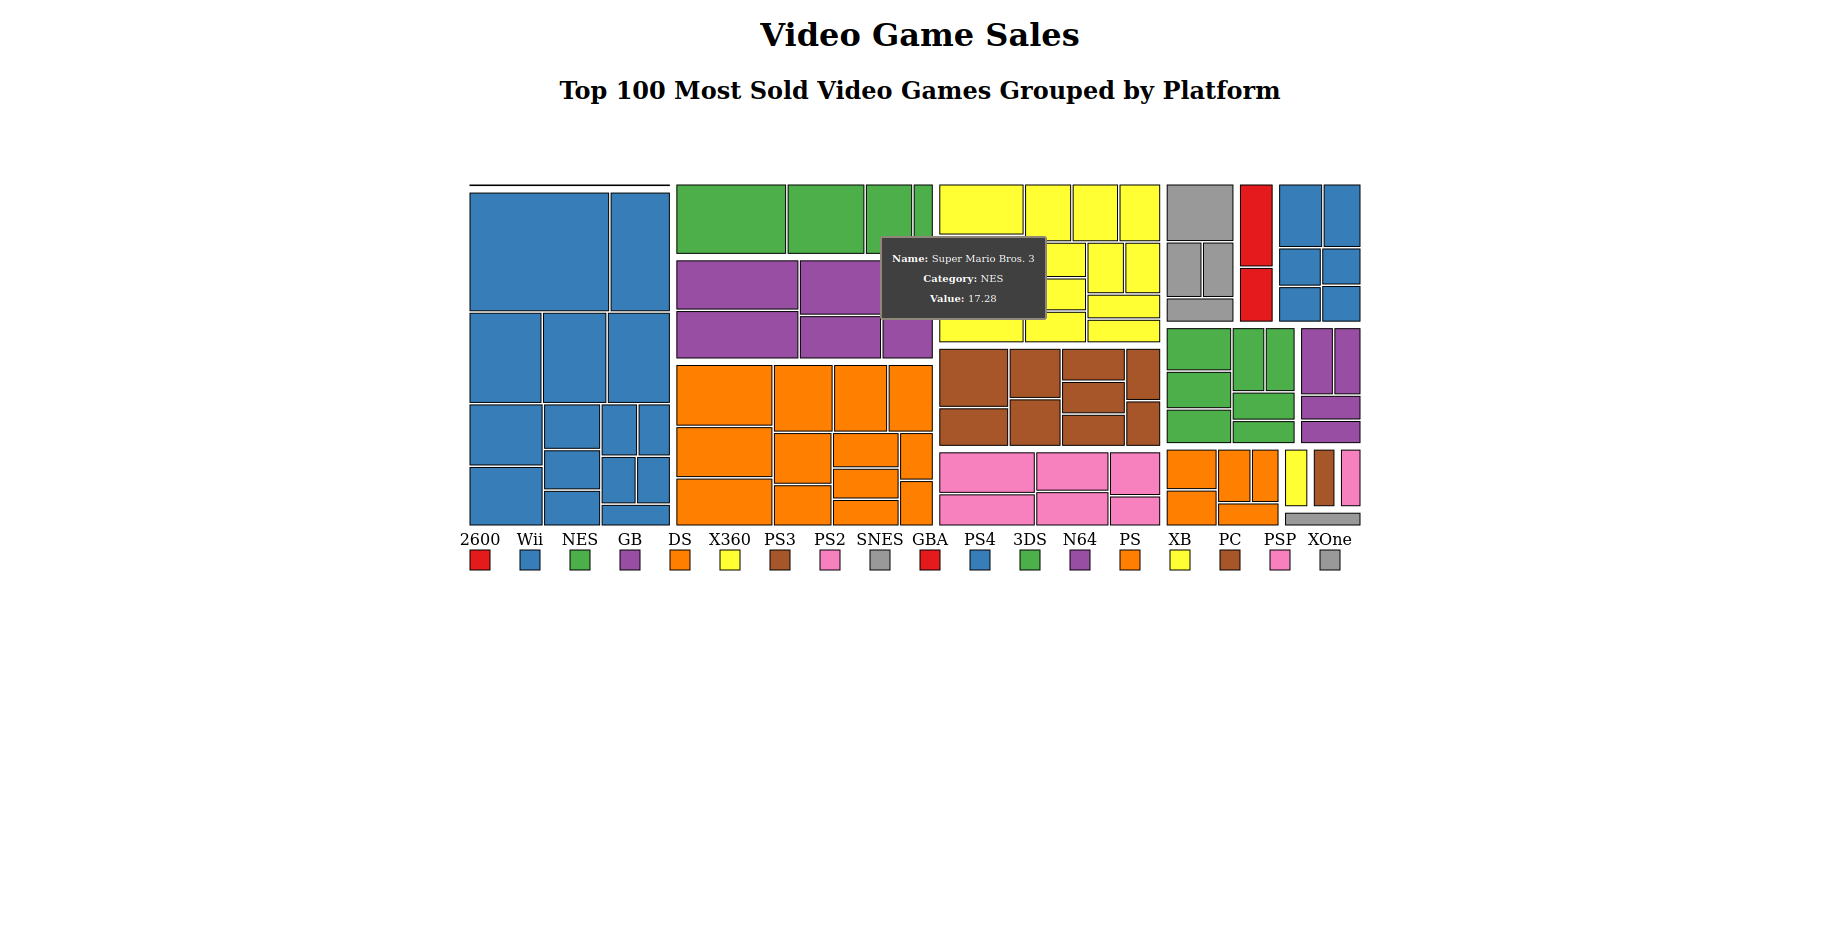 Video Game Sales
Top 100 Most Sold Video Games Grouped by Platform
Name: Super Mario Bros. 3
Category: NES
Value: 17.28
2600 Wii NES GB DS X360 PS3 PS2 SNES GBA PS4 3DS N64 PS XB PC PSP XOne